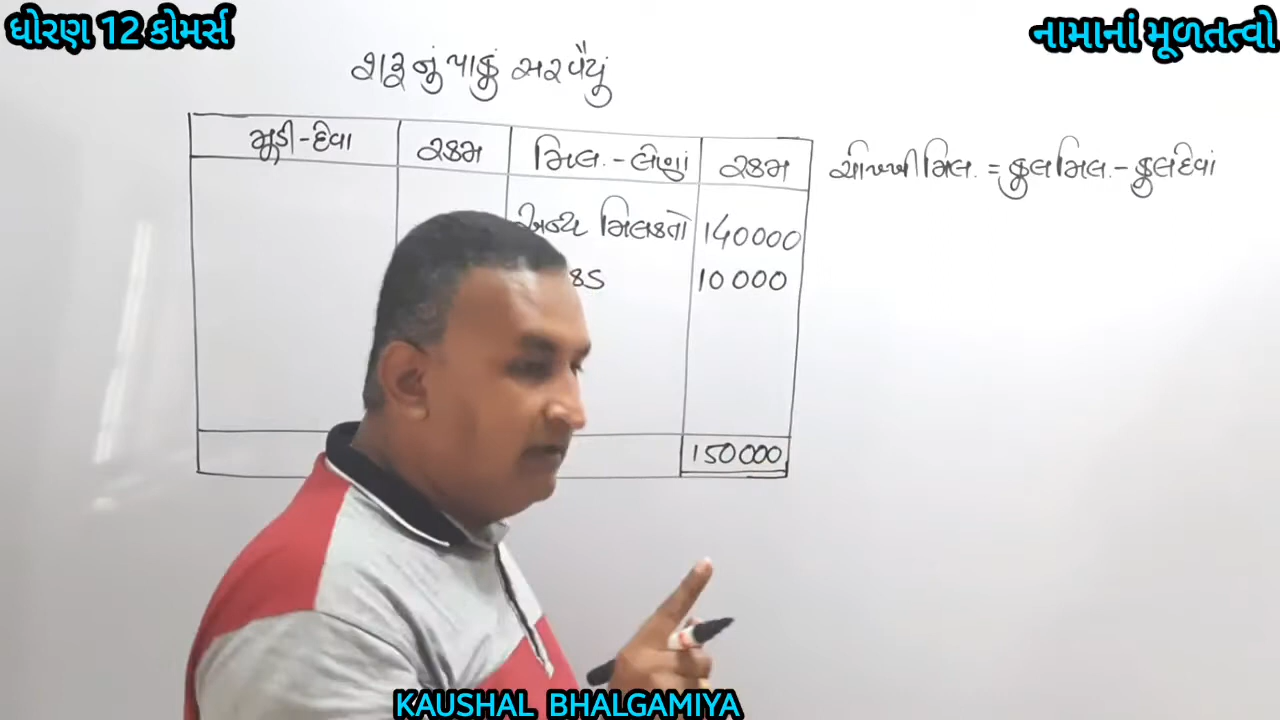 ધોરણ 12 કોમર્સ
નામાનાં મૂળતત્વો
શરૂનું પાકું સરવૈયું
મૂડી-દેવા રકમ મિલ.-લેણાં રકમ
ચોખ્ખી મિલ. = કુલ મિલ. - કુલ દેવાં
અન્ય મિલકતો 140000
10000
150000
KAUSHAL BHALGAMIYA